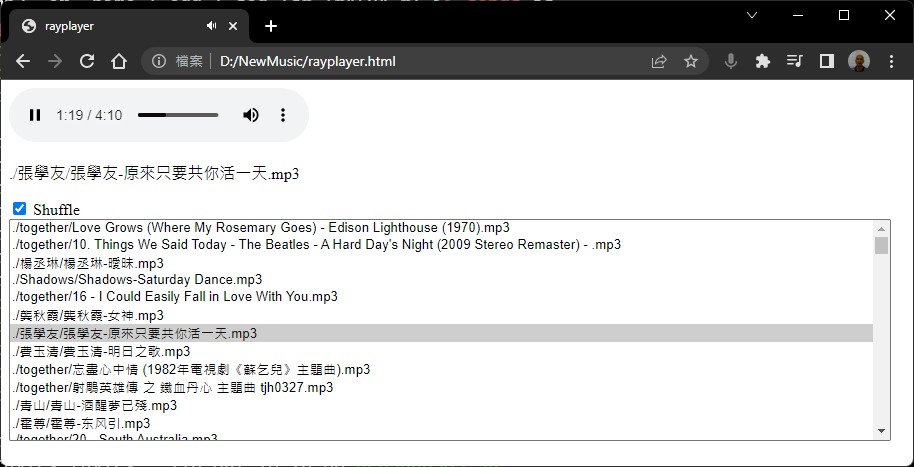 rayplayer
檔案
D:/NewMusic/rayplayer.html
1:19 / 4:10
./張學友/張學友-原來只要共你活一天.mp3
Shuffle
./together/Love Grows (Where My Rosemary Goes) - Edison Lighthouse (1970).mp3
./together/10. Things We Said Today - The Beatles - A Hard Day's Night (2009 Stereo Remaster) - .mp3
./楊丞琳/楊丞琳-曖昧.mp3
./Shadows/Shadows-Saturday Dance.mp3
./together/16 - I Could Easily Fall in Love With You.mp3
./龔秋霞/龔秋霞-女神.mp3
./張學友/張學友-原來只要共你活一天.mp3
./費玉清/費玉清-明日之歌.mp3
./together/忘盡心中情 (1982年電視劇《蘇乞兒》主題曲).mp3
./together/射鵰英雄傳 之 鐵血丹心 主題曲 tjh0327.mp3
./青山/青山-酒醒夢已殘.mp3
./霍尊/霍尊-东风引.mp3
./together/20 - South Australia.mp3